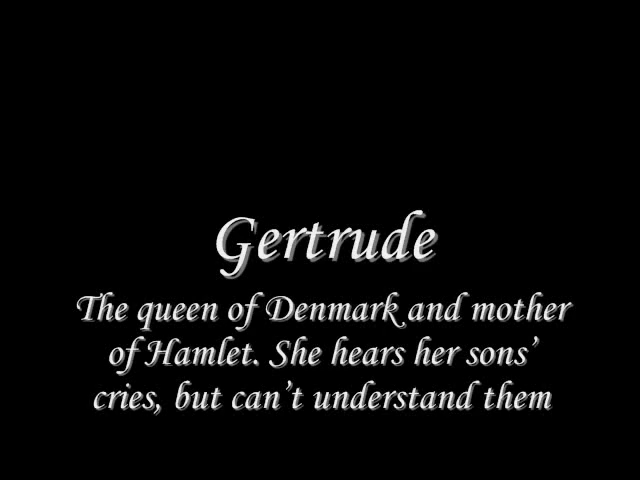 Gertrude
The queen of Denmark and mother
of Hamlet. She hears her sons’
cries, but can’t understand them